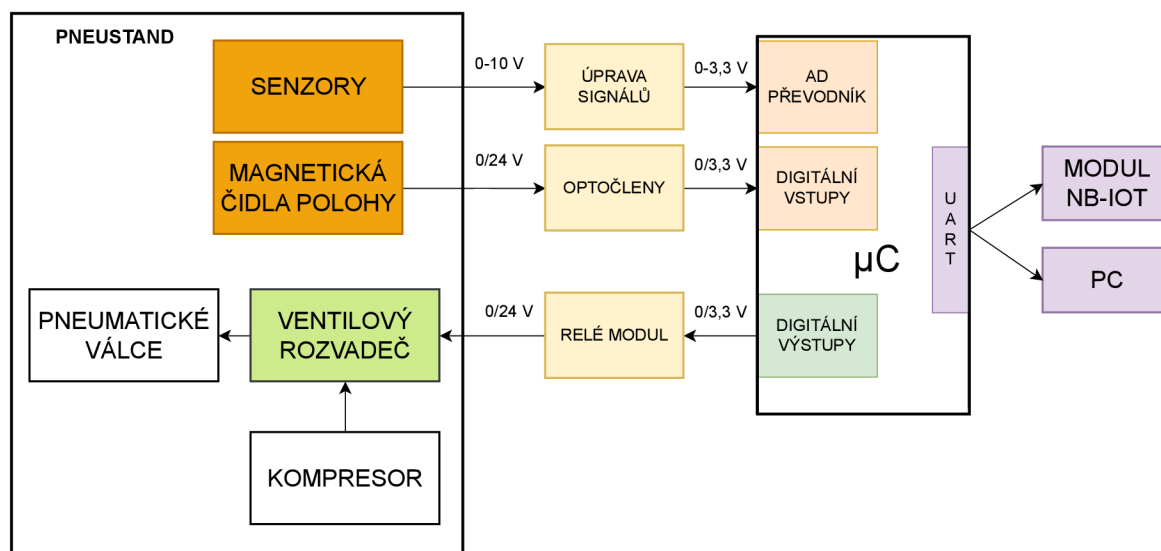 PNEUSTAND
SENZORY
0-10 V
ÚPRAVA
SIGNÁLŮ
0-3,3 V
AD
PŘEVODNÍK
MAGNETICKÁ
ČIDLA POLOHY
0/24 V
OPTOČLENY
0/3,3 V
DIGITÁLNÍ
VSTUPY
µC
U
A
R
T
MODUL
NB-IOT
PC
PNEUMATICKÉ
VÁLCE
VENTILOVÝ
ROZVADEČ
0/24 V
RELÉ MODUL
0/3,3 V
DIGITÁLNÍ
VÝSTUPY
KOMPRESOR